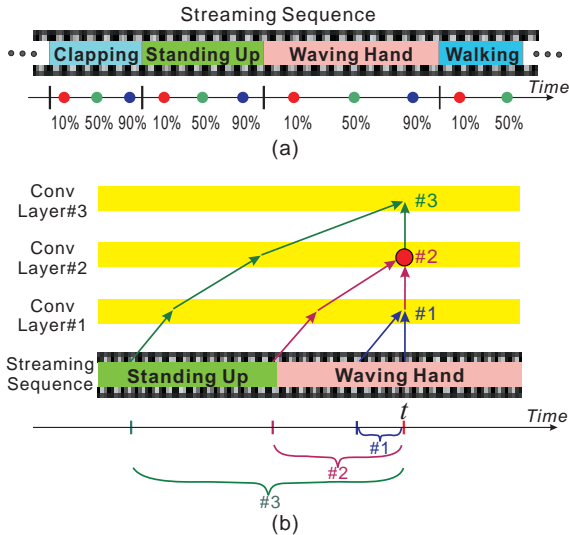 Streaming Sequence
Clapping Standing Up Waving Hand Walking
Time
10% 50% 90% 10% 50% 90% 10% 50% 90% 10% 50%
(a)
Conv
Layer#3
#3
Conv
Layer#2
#2
Conv
Layer#1
#1
Streaming
Sequence
Standing Up Waving Hand
t
Time
#1
#2
#3
(b)